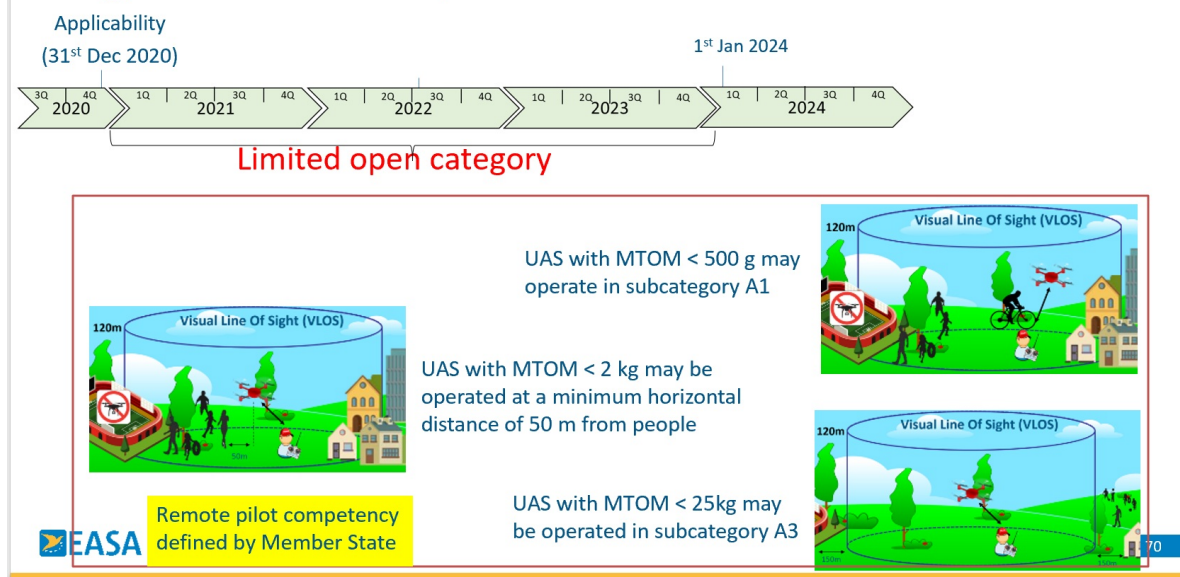 Applicability
(31st Dec 2020)
1st Jan 2024
3Q 4Q 1Q 2Q 3Q 4Q 1Q 2Q 3Q 4Q 1Q 2Q 3Q 4Q 1Q 2Q 3Q 4Q
2020 2021 2022 2023 2024
Limited open category
Visual Line Of Sight (VLOS)
120m
UAS with MTOM < 500 g may
operate in subcategory A1
Visual Line Of Sight (VLOS)
120m
50m
UAS with MTOM < 2 kg may be
operated at a minimum horizontal
distance of 50 m from people
Visual Line Of Sight (VLOS)
120m
150m
150m
UAS with MTOM < 25kg may
be operated in subcategory A3
Remote pilot competency
defined by Member State
EASA
70